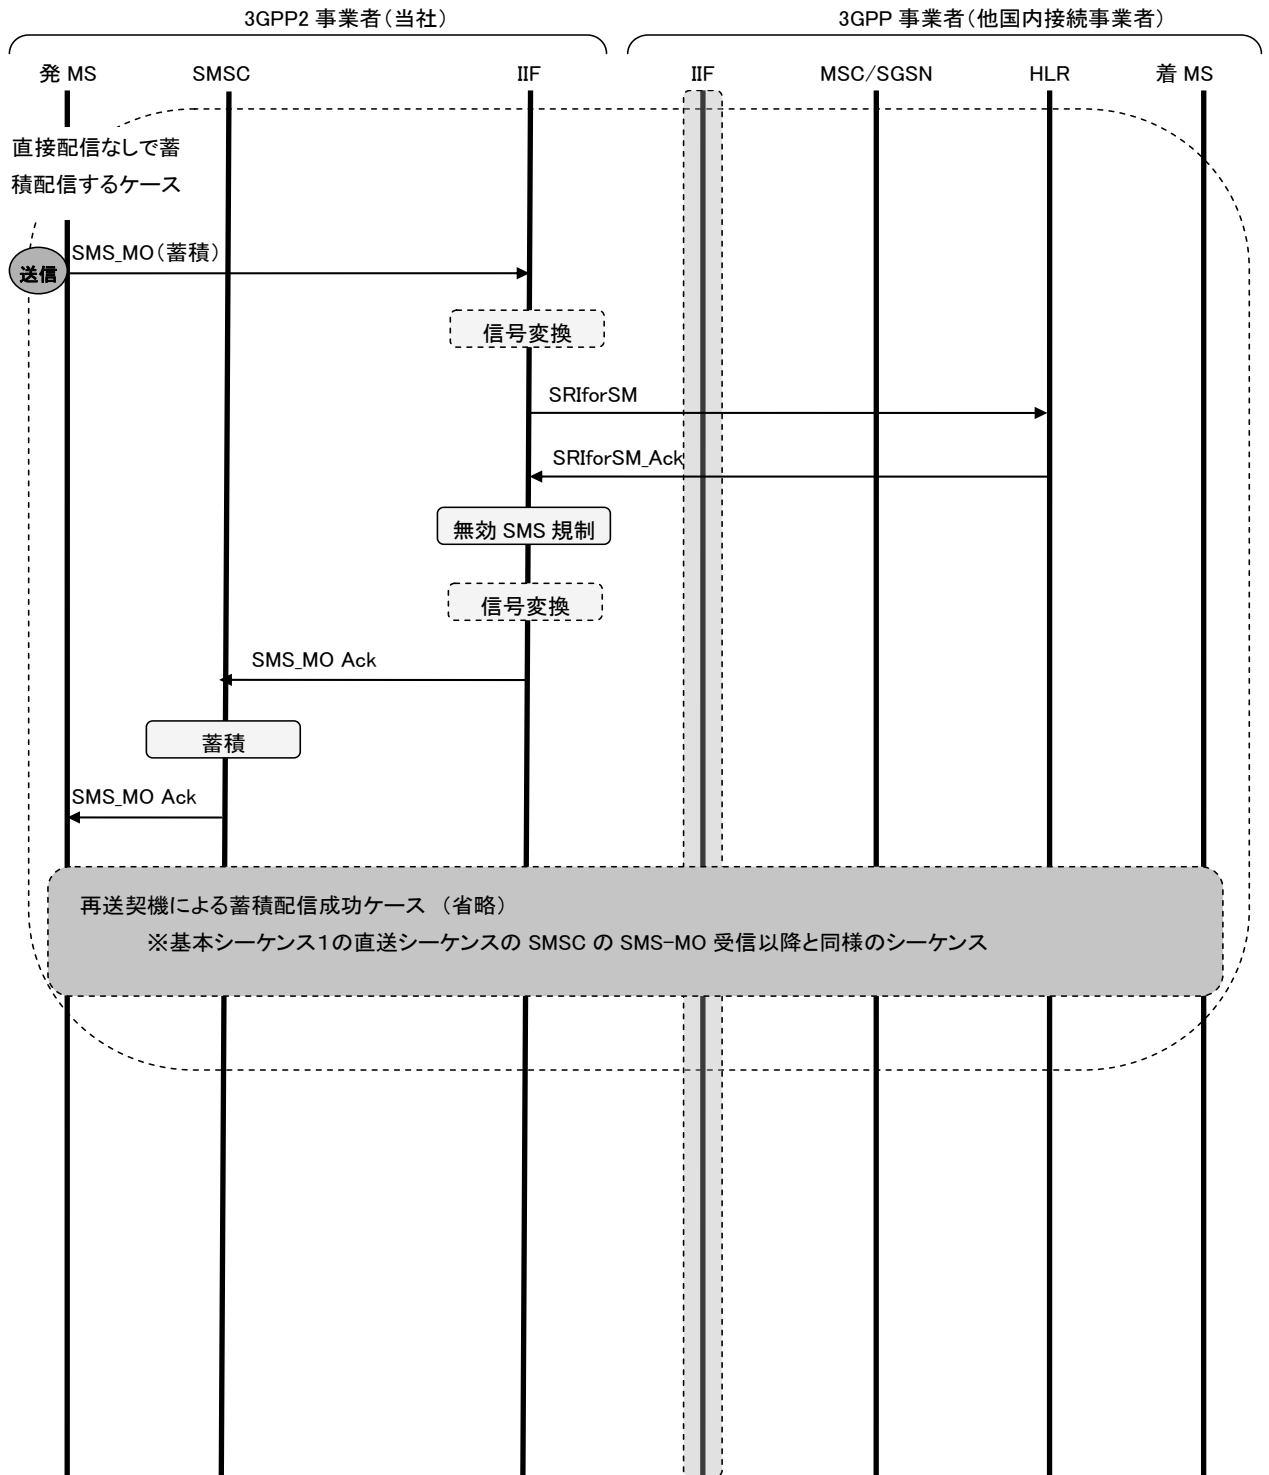 3GPP2 事業者（当社）
3GPP 事業者（他国内接続事業者）
発 MS
SMSC
IIF
IIF
MSC/SGSN
HLR
着 MS
直接配信なしで蓄
積配信するケース
SMS_MO（蓄積）
送信
信号変換
SRIforSM
SRIforSM_Ack
無効 SMS 規制
信号変換
SMS_MO Ack
蓄積
SMS_MO Ack
再送契機による蓄積配信成功ケース （省略）
※基本シーケンス１の直送シーケンスの SMSC の SMS-MO 受信以降と同様のシーケンス